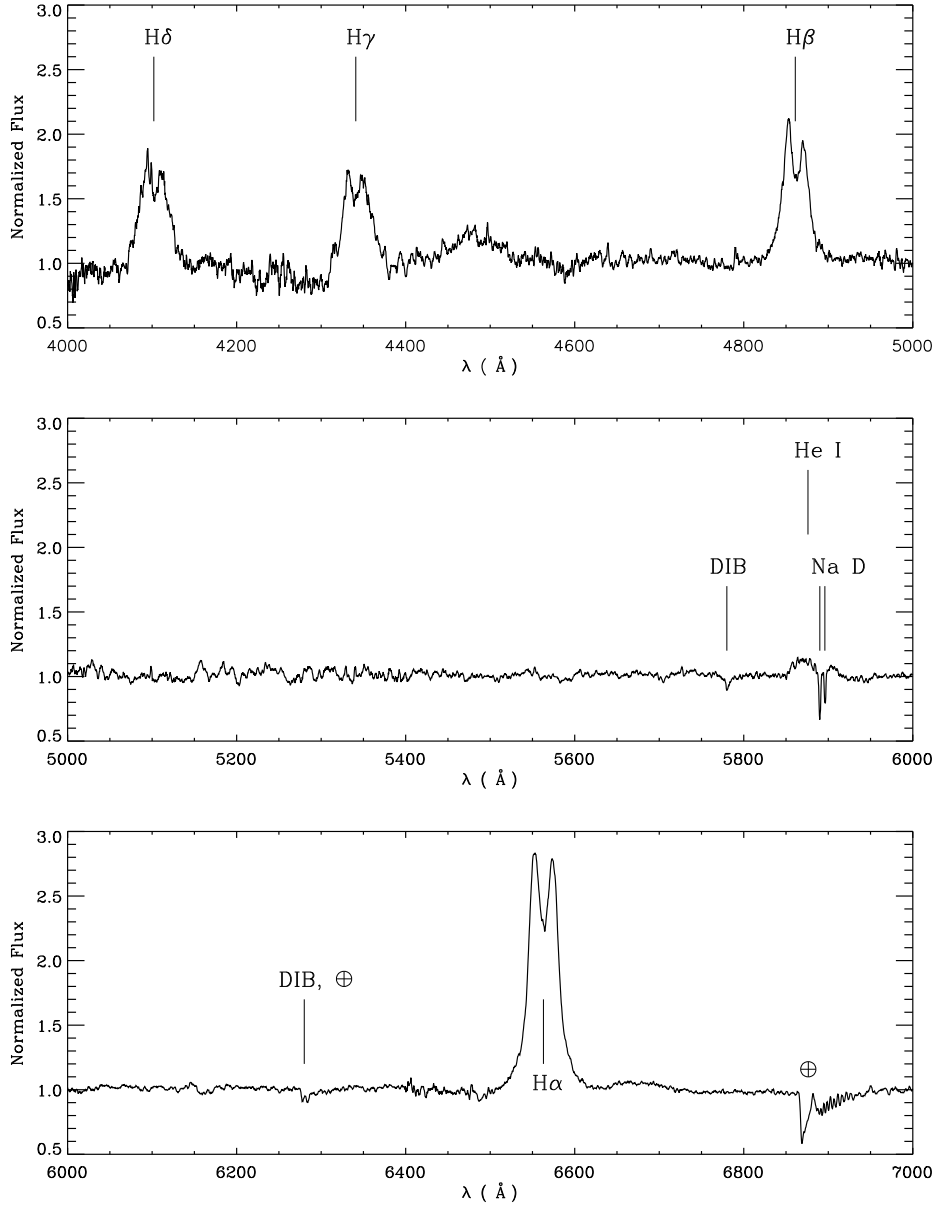 3.0
Hδ Hγ Hβ
2.5
2.0
1.5
1.0
0.5
Normalized Flux
4000 4200 4400 4600 4800 5000
λ ( Å )
3.0
He I
2.5
2.0
DIB Na D
1.5
1.0
0.5
Normalized Flux
5000 5200 5400 5600 5800 6000
λ ( Å )
3.0
2.5
2.0
DIB, ⊕
1.5
⊕
Hα
1.0
0.5
Normalized Flux
6000 6200 6400 6600 6800 7000
λ ( Å )